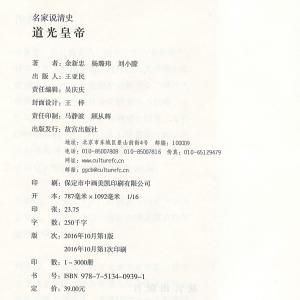 名家说清史
道光皇帝
著 者：余新忠 杨璐玮 刘小朦
出 版 人：王亚民
责任编辑：吴庆庆
封面设计：王 梓
责任印制：马静波 顾从辉
出版发行：故宫出版社
地址：北京市东城区景山前街4号 邮编：100009
电话：010-85007808 010-85007816 传真：010-65129479
网址：www.culturefc.cn
邮箱：ggcb@culturefc.cn
印 刷：保定市中画美凯印刷有限公司
开 本：787毫米×1092毫米 1/16
印 张：23.75
字 数：250千字
版 次：2016年10月第1版
2016年10月第1次印刷
印 数：1～3000册
书 号：ISBN 978-7-5134-0939-1
定 价：39.00元